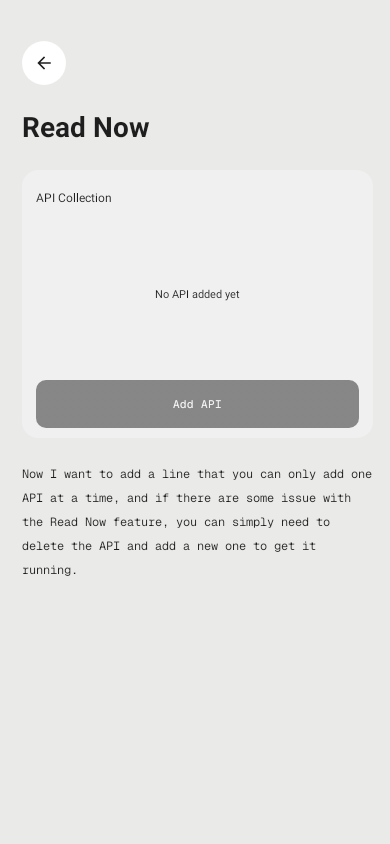 Read Now
API Collection
No API added yet
Add API
Now I want to add a line that you can only add one
API at a time, and if there are some issue with
the Read Now feature, you can simply need to
delete the API and add a new one to get it
running.